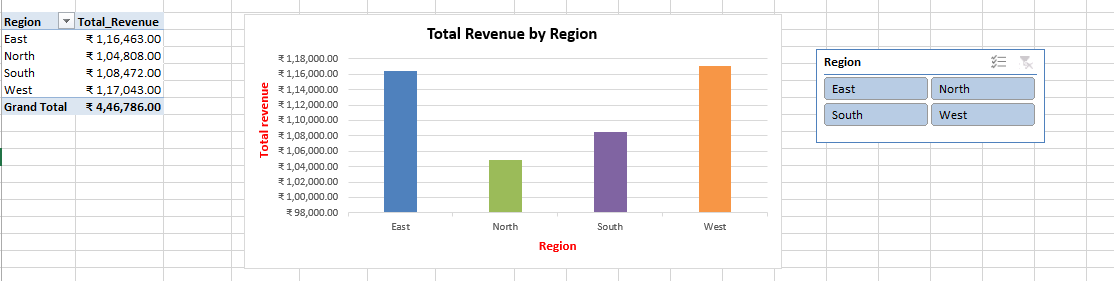 Region Total_Revenue
East ₹ 1,16,463.00
North ₹ 1,04,808.00
South ₹ 1,08,472.00
West ₹ 1,17,043.00
Grand Total ₹ 4,46,786.00
Total Revenue by Region
Total revenue
₹ 1,18,000.00
₹ 1,16,000.00
₹ 1,14,000.00
₹ 1,12,000.00
₹ 1,10,000.00
₹ 1,08,000.00
₹ 1,06,000.00
₹ 1,04,000.00
₹ 1,02,000.00
₹ 1,00,000.00
₹ 98,000.00
East North South West
Region
Region
East North
South West